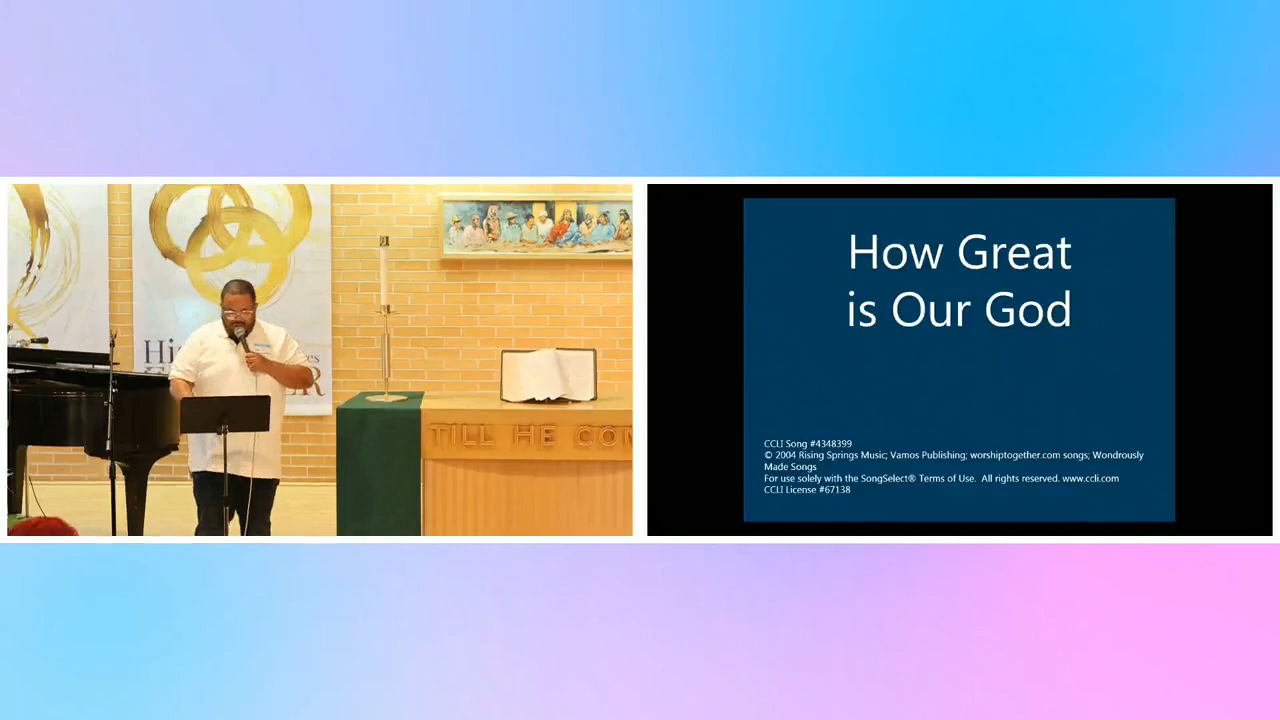 TILL HE COM
How Great
is Our God
CCLI Song #4348399
© 2004 Rising Springs Music; Vamos Publishing; worshiptogether.com songs; Wondrously
Made Songs
For use solely with the SongSelect® Terms of Use.  All rights reserved. www.ccli.com
CCLI License #67138